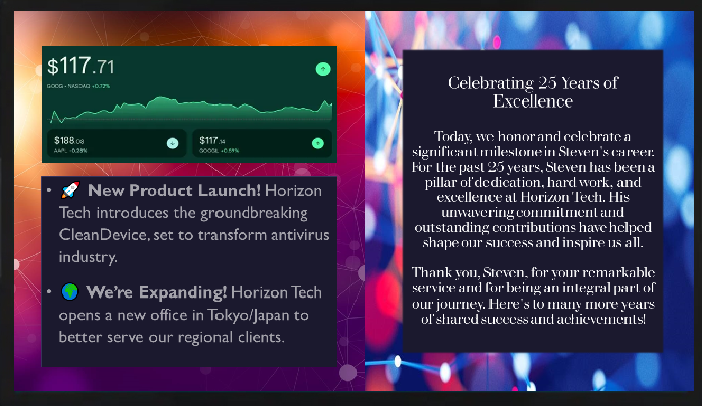 $117.71
GOOG • NASDAQ +0.72%
$188.08
AAPL -0.28%
$117.14
GOOGL +0.59%
• 🚀 New Product Launch! Horizon
Tech introduces the groundbreaking
CleanDevice, set to transform antivirus
industry.
• 🌍 We're Expanding! Horizon Tech
opens a new office in Tokyo/Japan to
better serve our regional clients.
Celebrating 25 Years of
Excellence
Today, we honor and celebrate a
significant milestone in Steven's career.
For the past 25 years, Steven has been a
pillar of dedication, hard work, and
excellence at Horizon Tech. His
unwavering commitment and
outstanding contributions have helped
shape our success and inspire us all.
Thank you, Steven, for your remarkable
service and for being an integral part of
our journey. Here's to many more years
of shared success and achievements!